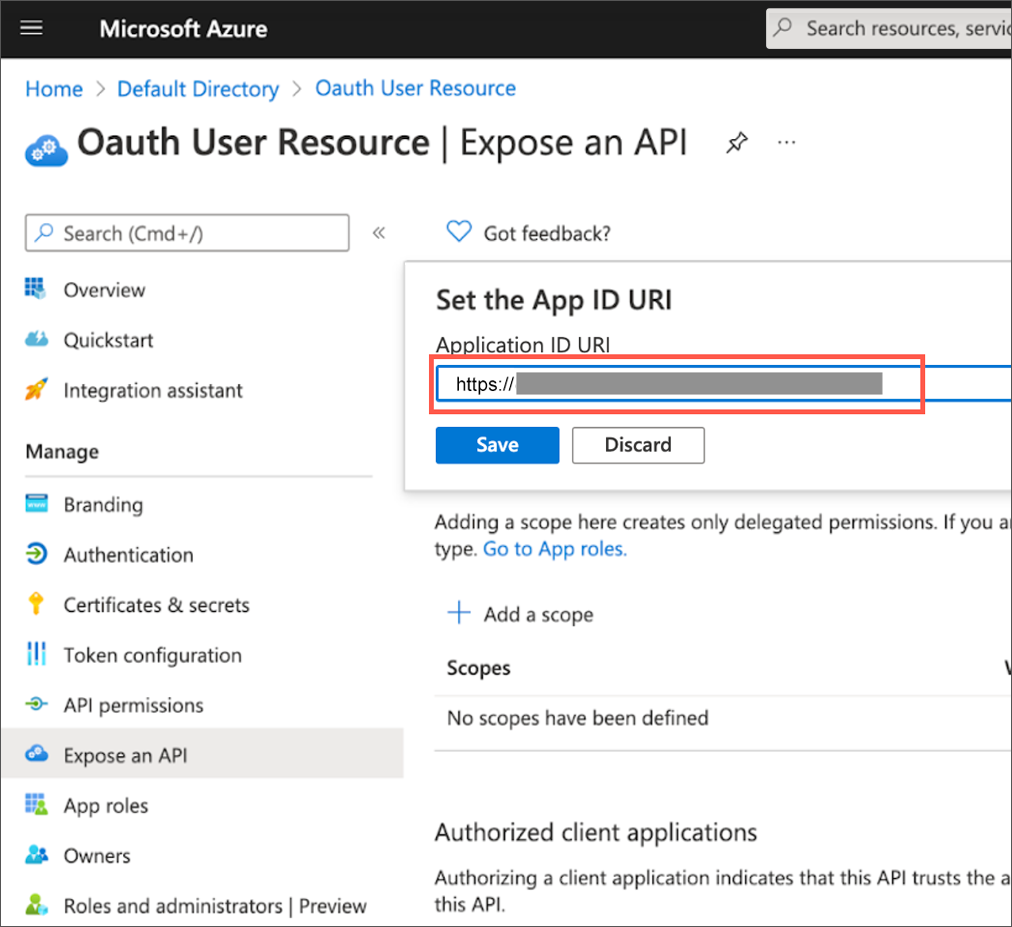 Microsoft Azure
Search resources, servic
Home > Default Directory > Oauth User Resource
Oauth User Resource | Expose an API
Search (Cmd+/)
«
Got feedback?
Overview
Quickstart
Integration assistant
Manage
Branding
Authentication
Certificates & secrets
Token configuration
API permissions
Expose an API
App roles
Owners
Roles and administrators | Preview
Set the App ID URI
Application ID URI
https://
Save Discard
Adding a scope here creates only delegated permissions. If you a
type. Go to App roles.
+ Add a scope
Scopes
No scopes have been defined
Authorized client applications
Authorizing a client application indicates that this API trusts the a
this API.